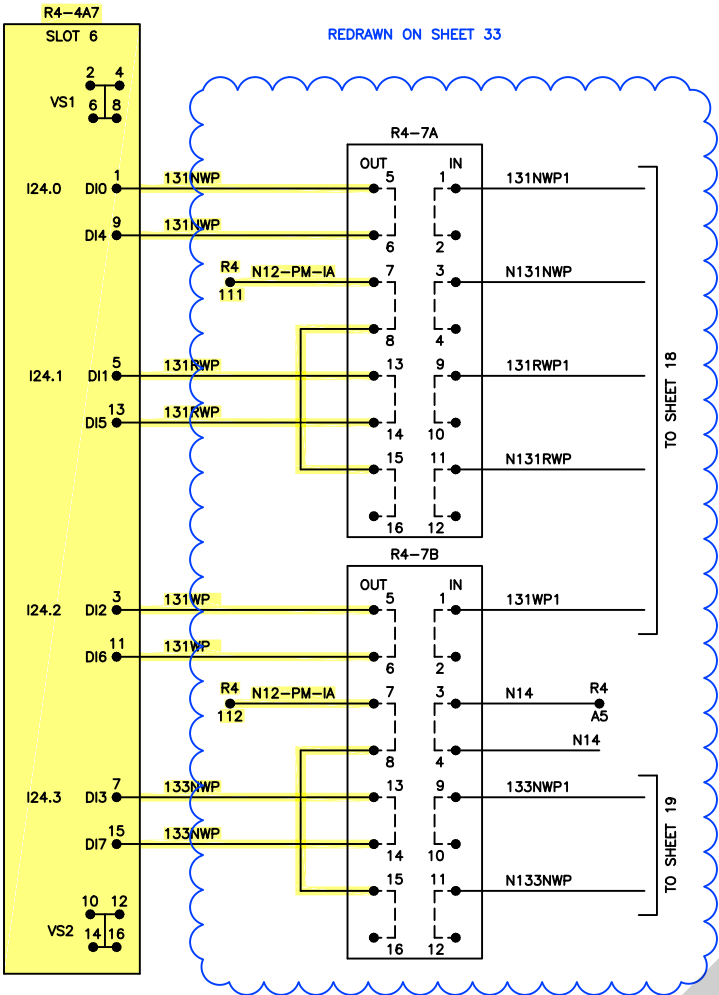 R4-4A7
SLOT 6
REDRAWN ON SHEET 33
2 4
VS1
6 8
R4-7A
OUT IN
I24.0 DI0 1 131NWP 5 1 131NWP1
DI4 9 131NWP 6 2
R4 N12-PM-IA 7 3 N131NWP
111
8 4
I24.1 DI1 5 131RWP 13 9 131RWP1
DI5 13 131RWP 14 10
15 11 N131RWP
16 12
TO SHEET 18
R4-7B
OUT IN
I24.2 DI2 3 131WP 5 1 131WP1
DI6 11 131WP 6 2
R4 N12-PM-IA 7 3 N14 R4
112 A5
8 4 N14
I24.3 DI3 7 133NWP 13 9 133NWP1
DI7 15 133NWP 14 10
15 11 N133NWP
16 12
TO SHEET 19
10 12
VS2
14 16